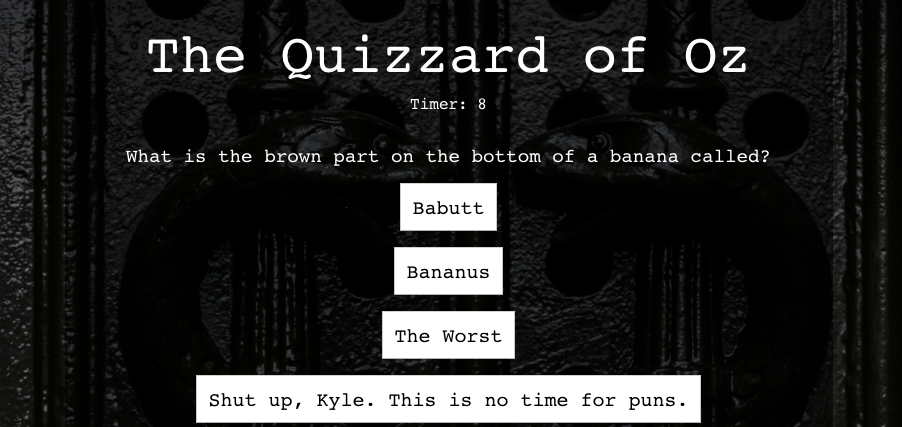 The Quizzard of Oz
Timer: 8
What is the brown part on the bottom of a banana called?
Babutt
Bananus
The Worst
Shut up, Kyle. This is no time for puns.